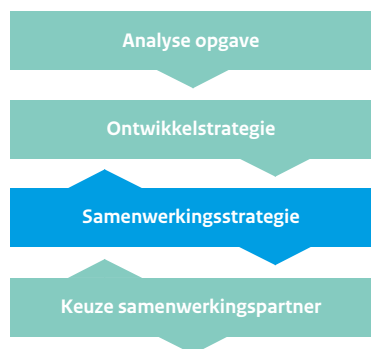 Analyse opgave
Ontwikkelstrategie
Samenwerkingsstrategie
Keuze samenwerkingspartner